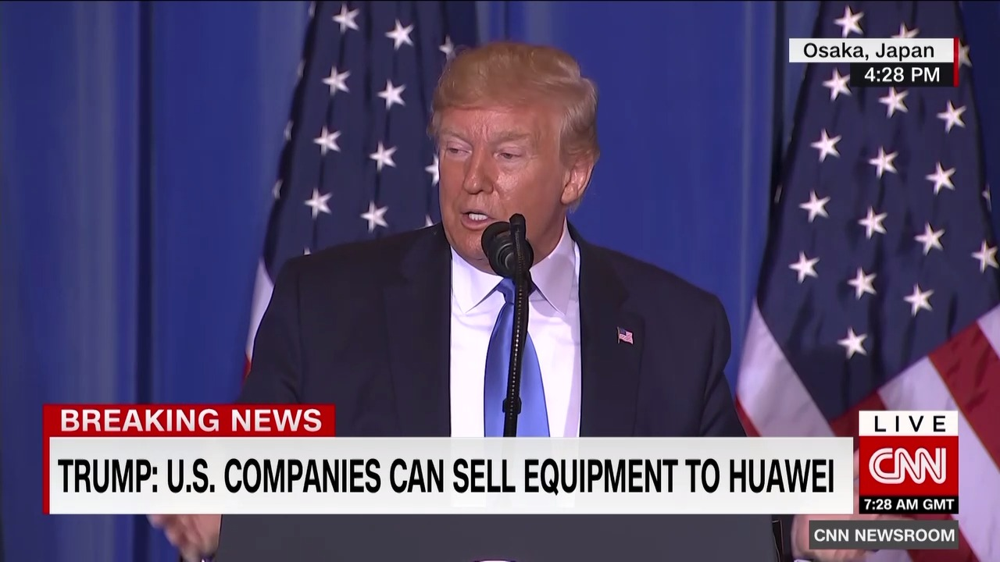 Osaka, Japan
4:28 PM
BREAKING NEWS
TRUMP: U.S. COMPANIES CAN SELL EQUIPMENT TO HUAWEI
LIVE
CNN
7:28 AM GMT
CNN NEWSROOM